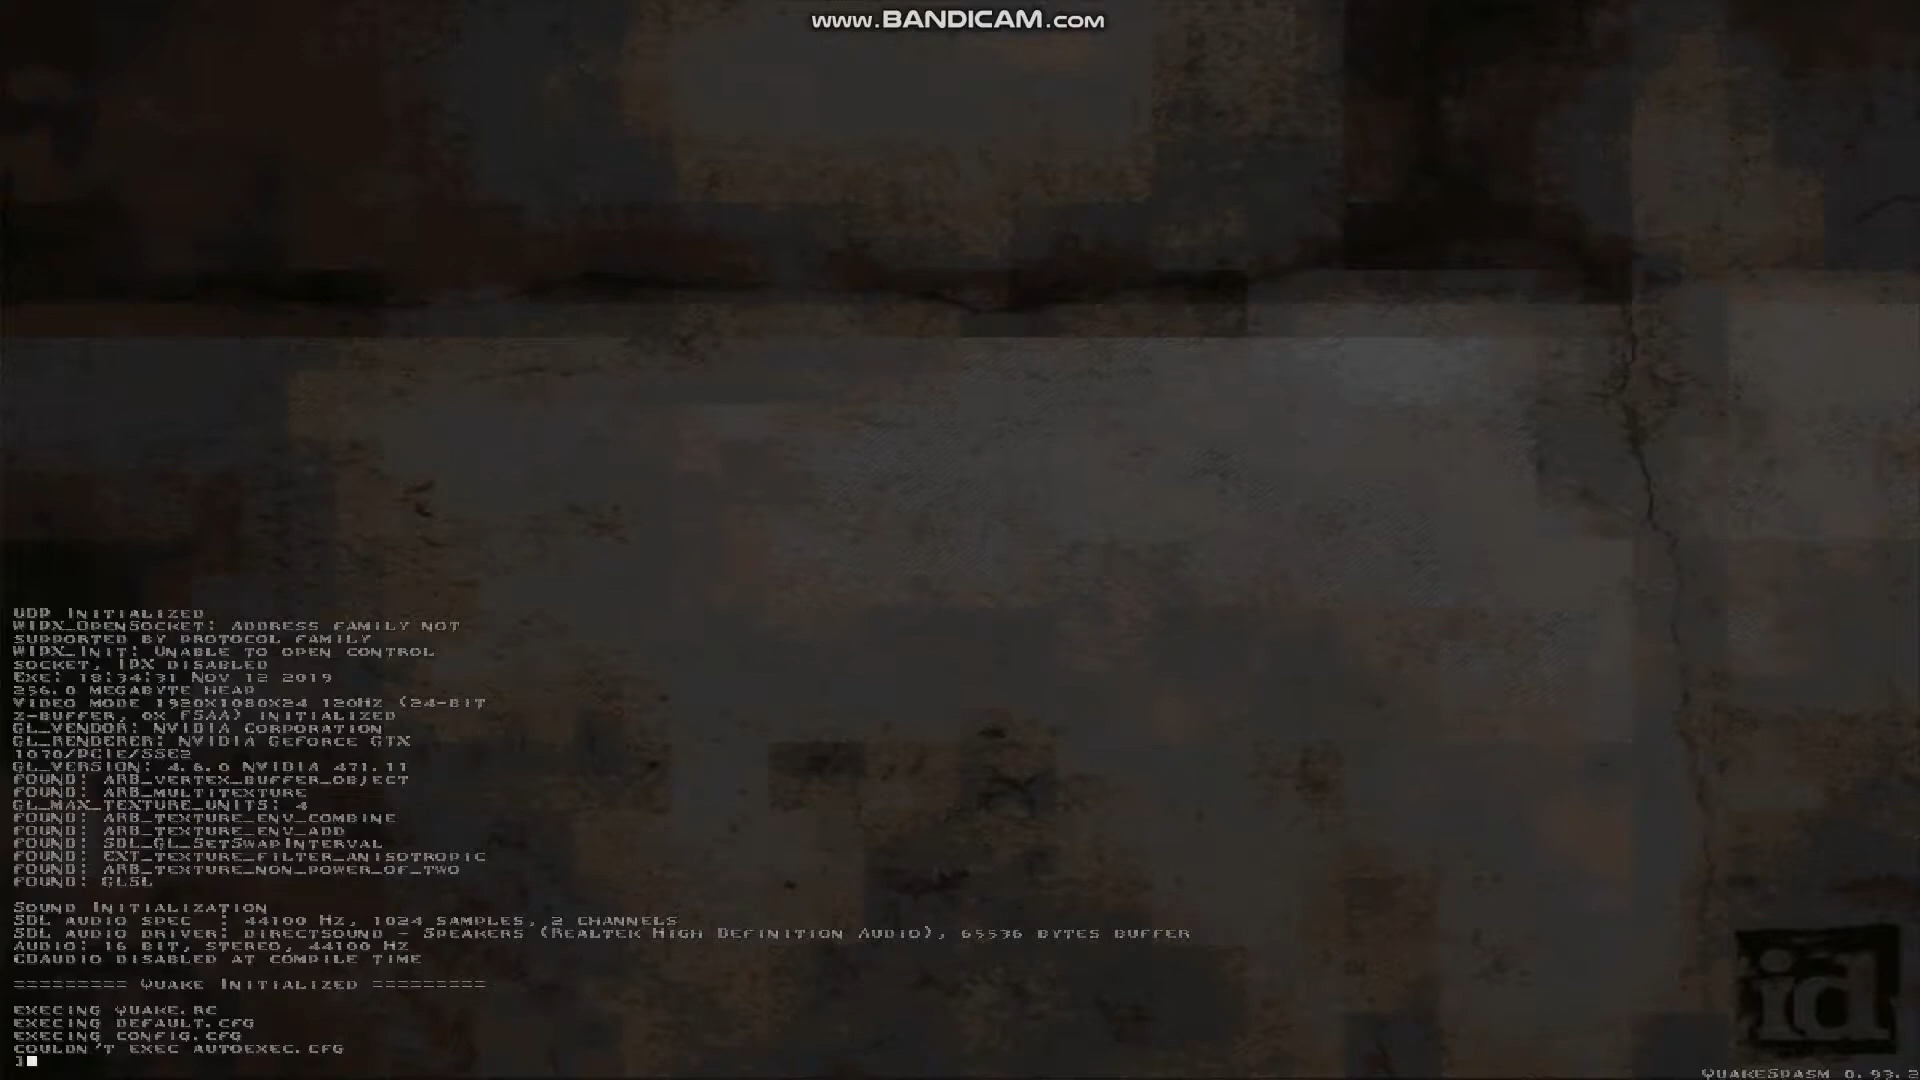 www.BANDICAM.com
UDP Initialized
WIPX_OpenSocket: Address family not
supported by protocol family
WIPX_Init: Unable to open control
socket, IPX disabled
Exe: 18:34:31 Nov 12 2019
256.0 megabyte heap
Video mode 1920x1080x24 120Hz (24-bit
z-buffer, 0x FSAA) initialized
GL_VENDOR: NVIDIA Corporation
GL_RENDERER: NVIDIA GeForce GTX
1070/PCIe/SSE2
GL_VERSION: 4.6.0 NVIDIA 471.11
FOUND: ARB_vertex_buffer_object
FOUND: ARB_multitexture
GL_MAX_TEXTURE_UNITS: 4
FOUND: ARB_texture_env_combine
FOUND: ARB_texture_env_add
FOUND: SDL_GL_SetSwapInterval
FOUND: EXT_texture_filter_anisotropic
FOUND: ARB_texture_non_power_of_two
FOUND: GLSL
Sound Initialization
SDL audio spec  : 44100 Hz, 1024 samples, 2 channels
SDL audio driver: directsound - Speakers (Realtek High Definition Audio), 65536 bytes buffer
Audio: 16 bit, stereo, 44100 Hz
CDAudio disabled at compile time
========= Quake Initialized =========
execing quake.rc
execing default.cfg
execing config.cfg
couldn't exec autoexec.cfg
]
id
QuakeSpasm 0.93.2